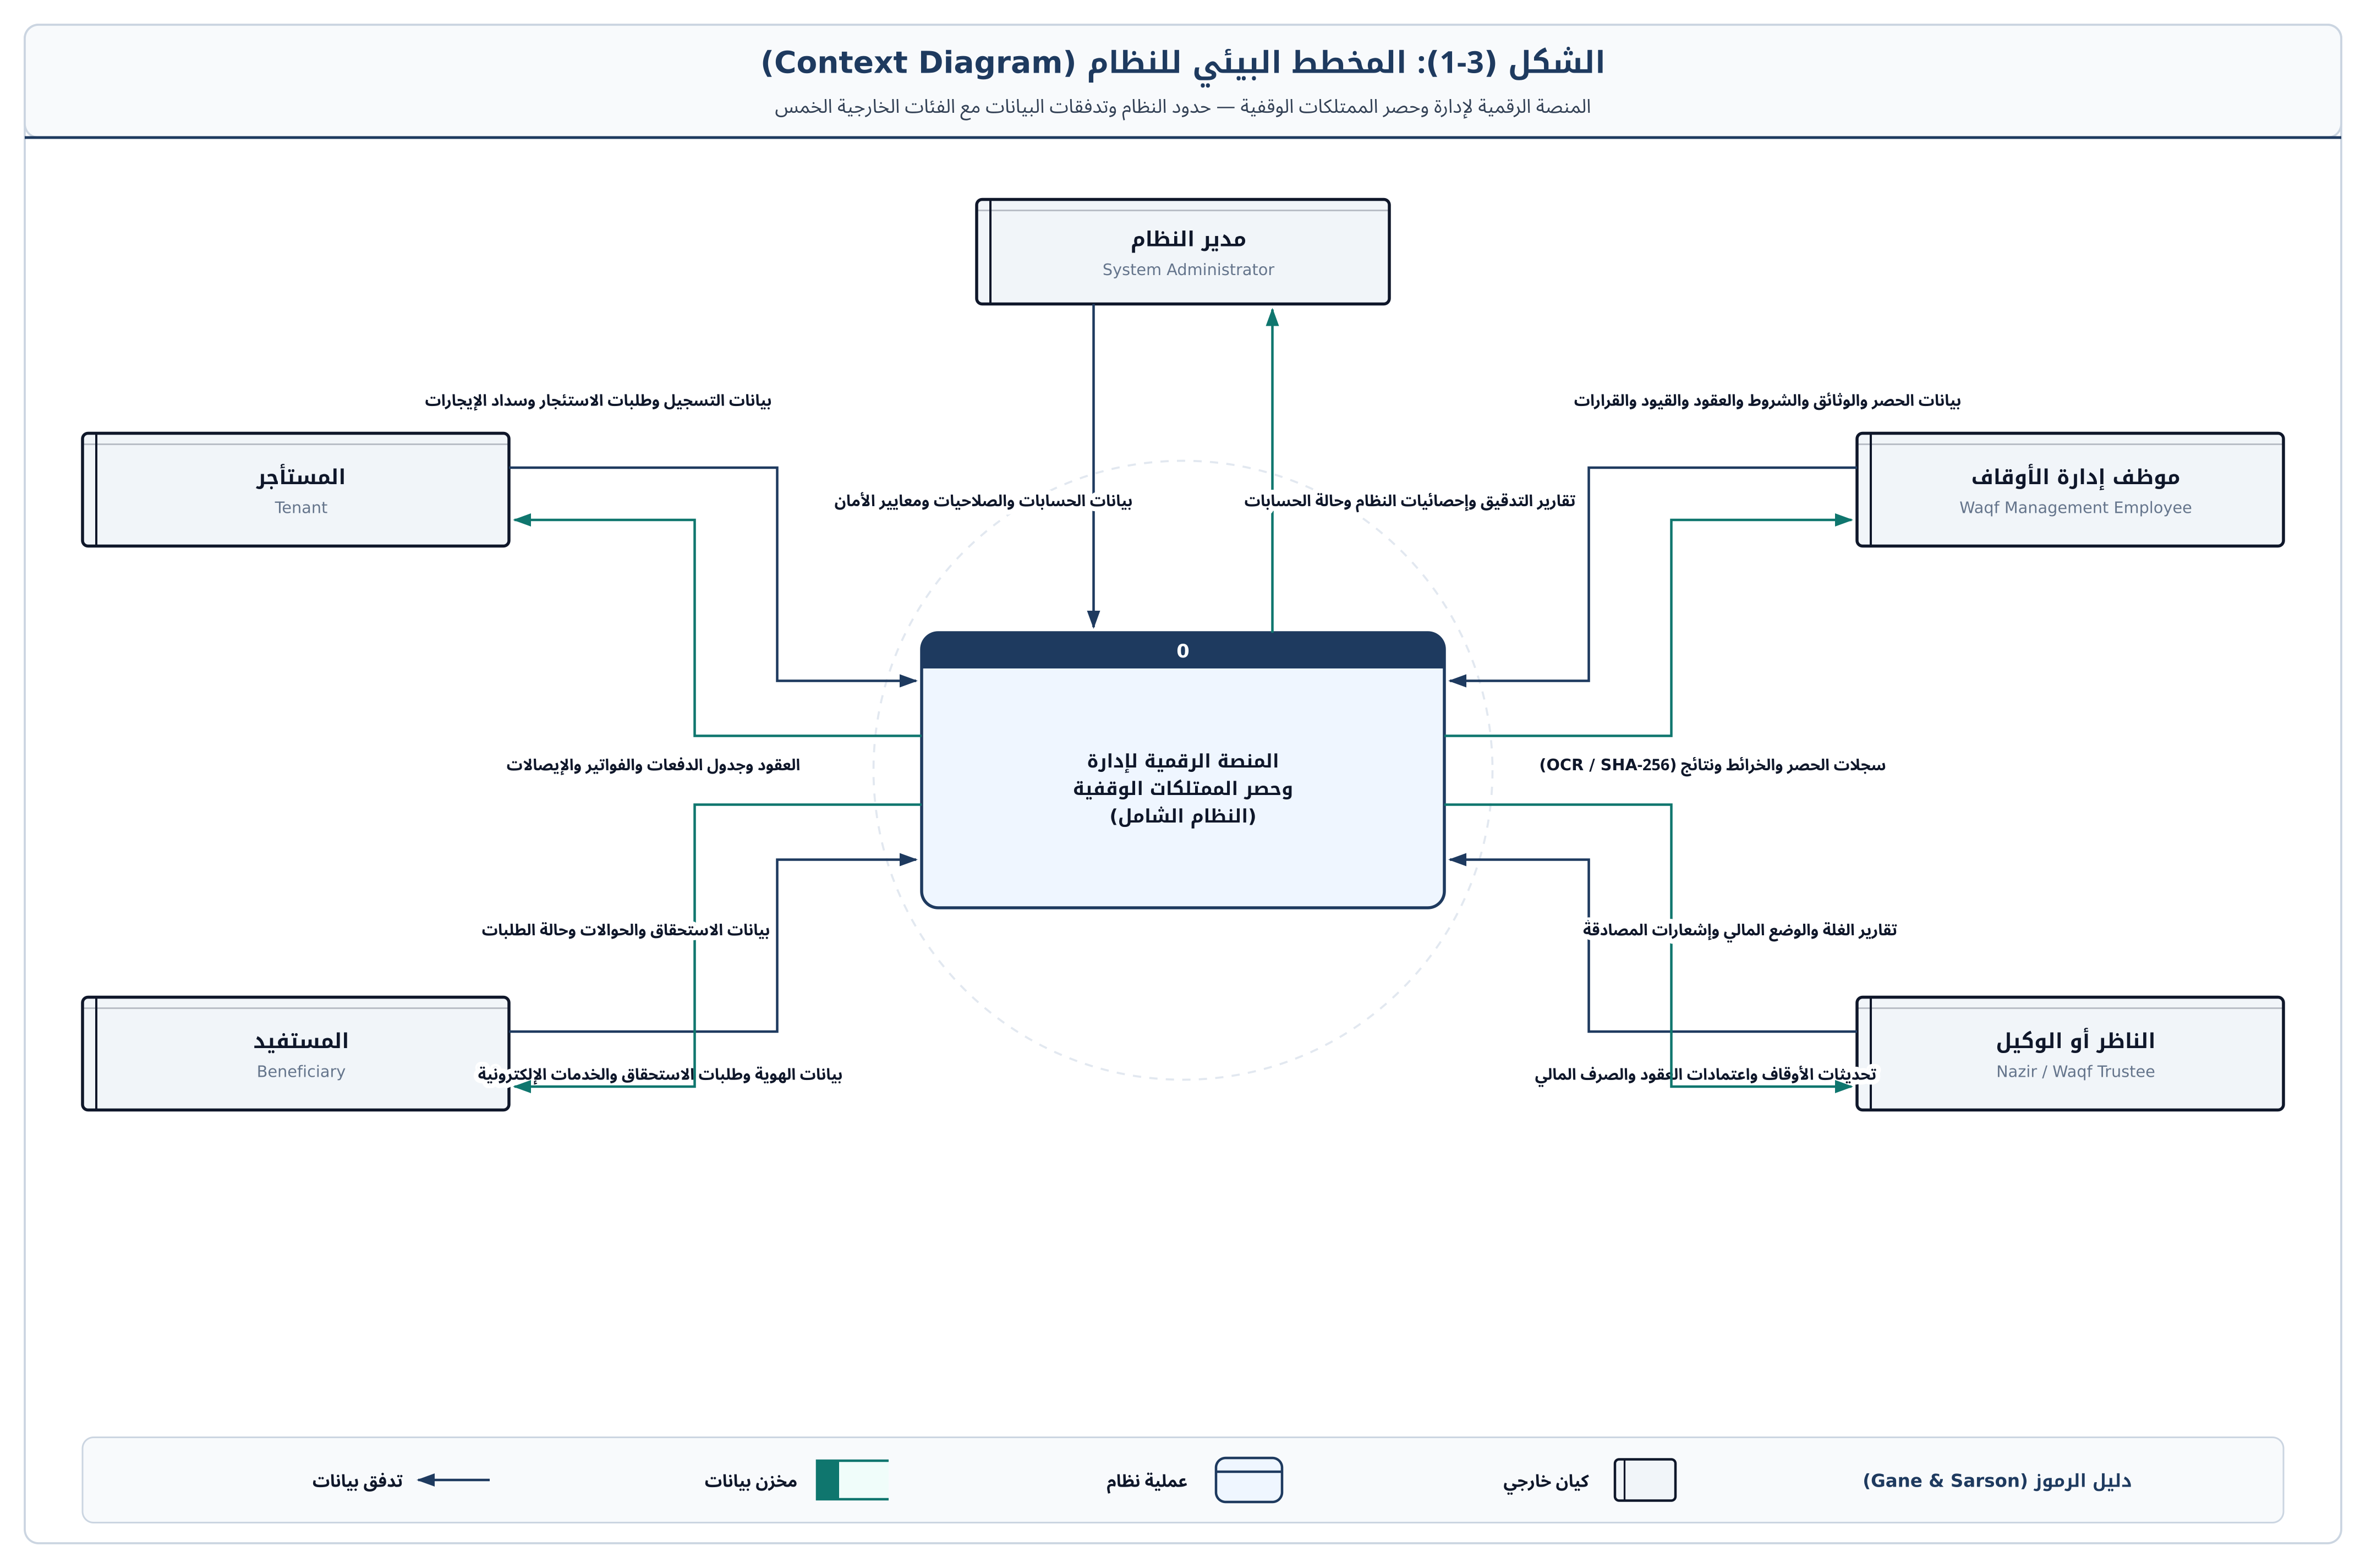 الشكل (3-1): المخطط البيئي للنظام (Context Diagram)
المنصة الرقمية لإدارة وحصر الممتلكات الوقفية — حدود النظام وتدفقات البيانات مع الفئات الخارجية الخمس
مدير النظام
System Administrator
بيانات الحصر والوثائق والشروط والعقود والقيود والقرارات
بيانات التسجيل وطلبات الاستئجار وسداد الإيجارات
موظف إدارة الأوقاف
Waqf Management Employee
المستأجر
Tenant
تقارير التدقيق وإحصائيات النظام وحالة الحسابات
بيانات الحسابات والصلاحيات ومعايير الأمان
0
المنصة الرقمية لإدارة
وحصر الممتلكات الوقفية
(النظام الشامل)
سجلات الحصر والخرائط ونتائج (OCR / SHA-256)
العقود وجدول الدفعات والفواتير والإيصالات
تقارير الغلة والوضع المالي وإشعارات المصادقة
بيانات الاستحقاق والحوالات وحالة الطلبات
الناظر أو الوكيل
Nazir / Waqf Trustee
المستفيد
Beneficiary
تحديثات الأوقاف واعتمادات العقود والصرف المالي
بيانات الهوية وطلبات الاستحقاق والخدمات الإلكترونية
دليل الرموز (Gane & Sarson)
كيان خارجي
عملية نظام
مخزن بيانات
تدفق بيانات